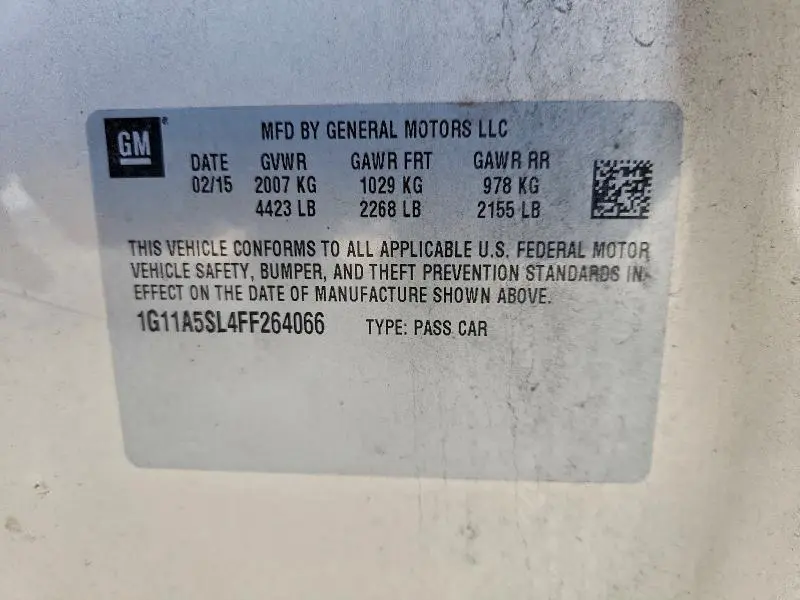 GM®
MFD BY GENERAL MOTORS LLC
DATE GVWR GAWR FRT GAWR RR
02/15 2007 KG 1029 KG 978 KG
4423 LB 2268 LB 2155 LB
THIS VEHICLE CONFORMS TO ALL APPLICABLE U.S. FEDERAL MOTOR
VEHICLE SAFETY, BUMPER, AND THEFT PREVENTION STANDARDS IN
EFFECT ON THE DATE OF MANUFACTURE SHOWN ABOVE.
1G11A5SL4FF264066 TYPE: PASS CAR